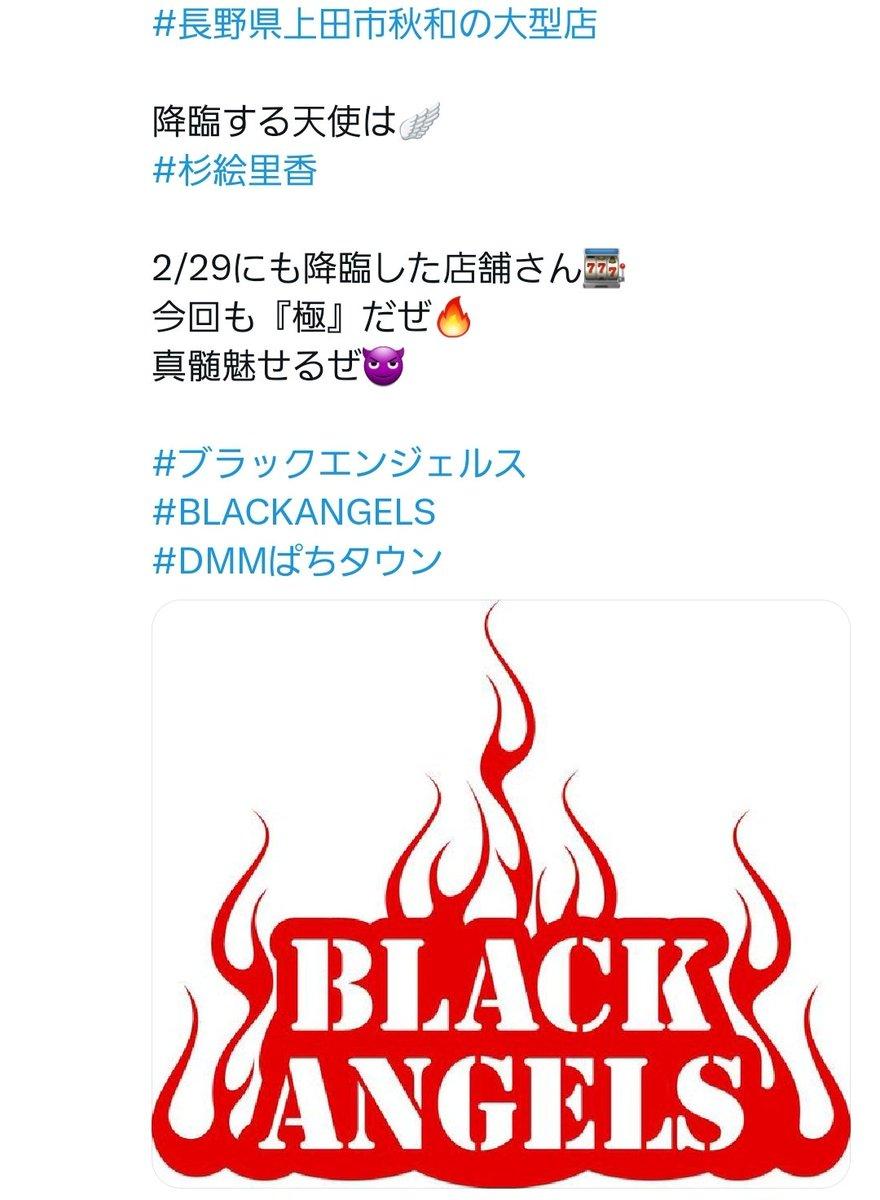 #長野県上田市秋和の大型店
降臨する天使は🪽
#杉絵里香
2/29にも降臨した店舗さん🎰
今回も『極』だぜ🔥
真髄魅せるぜ😈
#ブラックエンジェルス
#BLACKANGELS
#DMMぱちタウン
BLACK
ANGELS